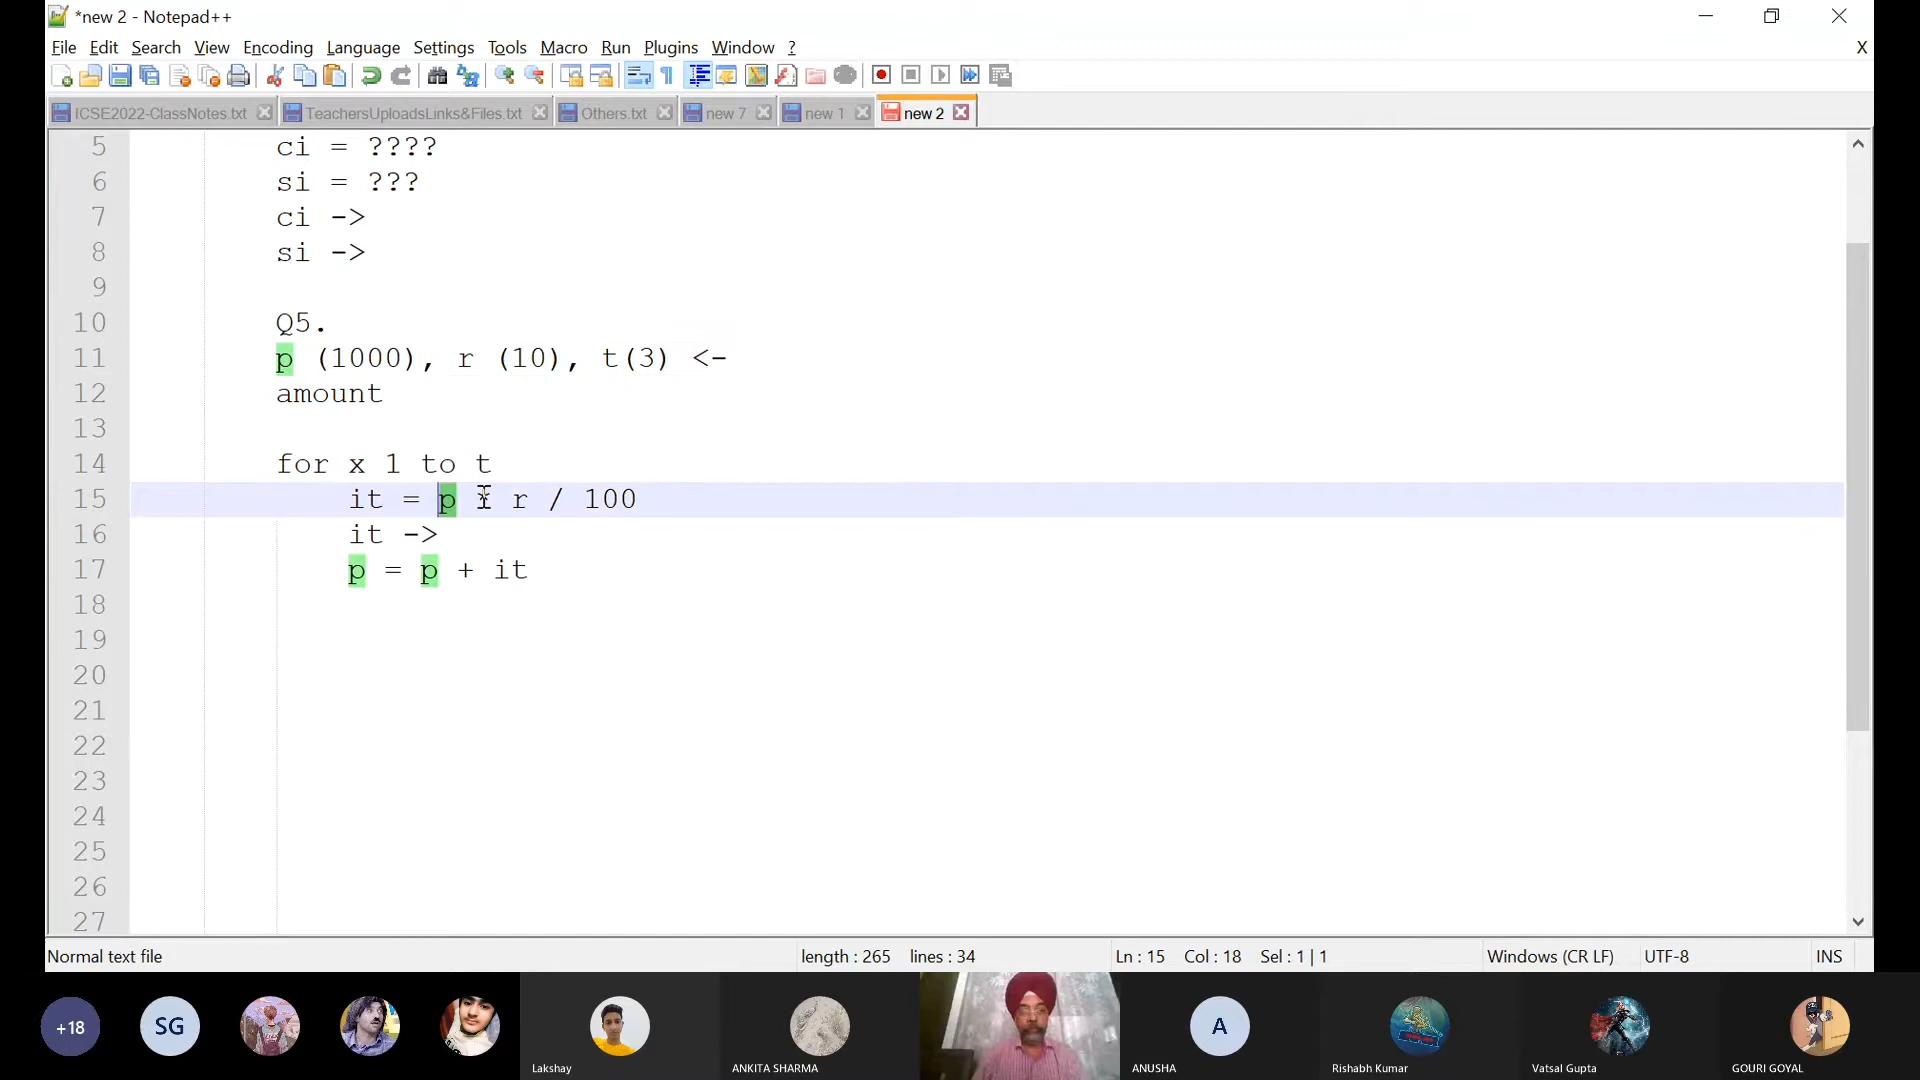 *new 2 - Notepad++
File Edit Search View Encoding Language Settings Tools Macro Run Plugins Window ? X
ICSE2022-ClassNotes.txt TeachersUploadsLinks&Files.txt Others.txt new 7 new 1 new 2
5 ci = ????
6 si = ???
7 ci ->
8 si ->
9
10 Q5.
11 p (1000), r (10), t(3) <-
12 amount
13
14 for x 1 to t
15 it = p * r / 100
16 it ->
17 p = p + it
18
19
20
21
22
23
24
25
26
27
Normal text file length : 265 lines : 34 Ln : 15 Col : 18 Sel : 1 | 1 Windows (CR LF) UTF-8 INS
+18 SG A
Lakshay ANKITA SHARMA ANUSHA Rishabh Kumar Vatsal Gupta GOURI GOYAL